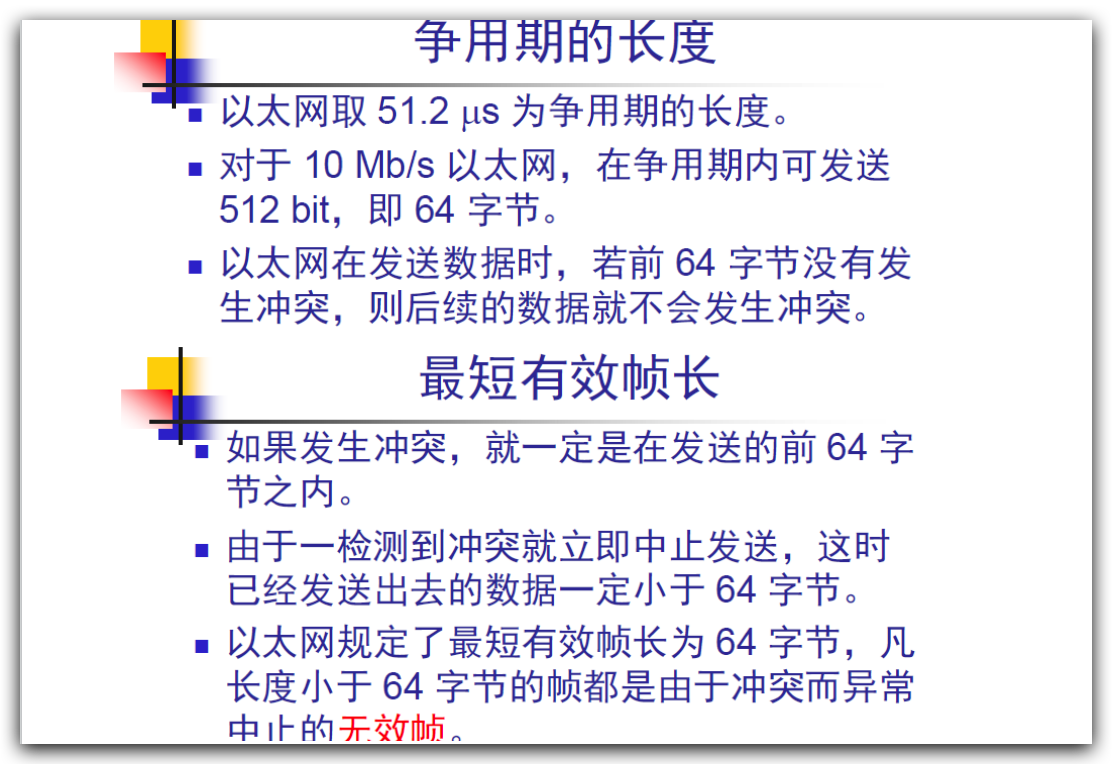 争用期的长度
以太网取 51.2 μs 为争用期的长度。
对于 10 Mb/s 以太网，在争用期内可发送
512 bit，即 64 字节。
以太网在发送数据时，若前 64 字节没有发
生冲突，则后续的数据就不会发生冲突。
最短有效帧长
如果发生冲突，就一定是在发送的前 64 字
节之内。
由于一检测到冲突就立即中止发送，这时
已经发送出去的数据一定小于 64 字节。
以太网规定了最短有效帧长为 64 字节，凡
长度小于 64 字节的帧都是由于冲突而异常
中止的无效帧。